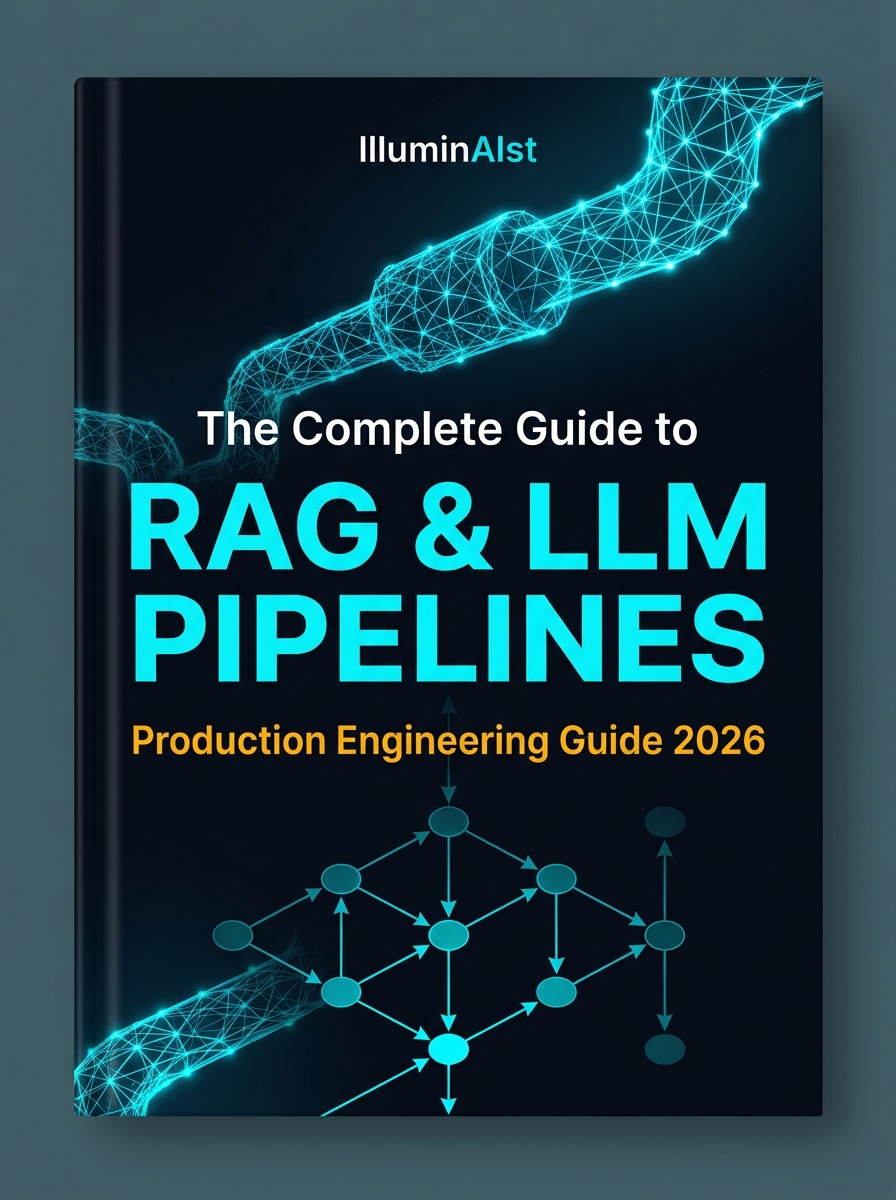 IlluminAIst
The Complete Guide to
RAG & LLM
PIPELINES
Production Engineering Guide 2026